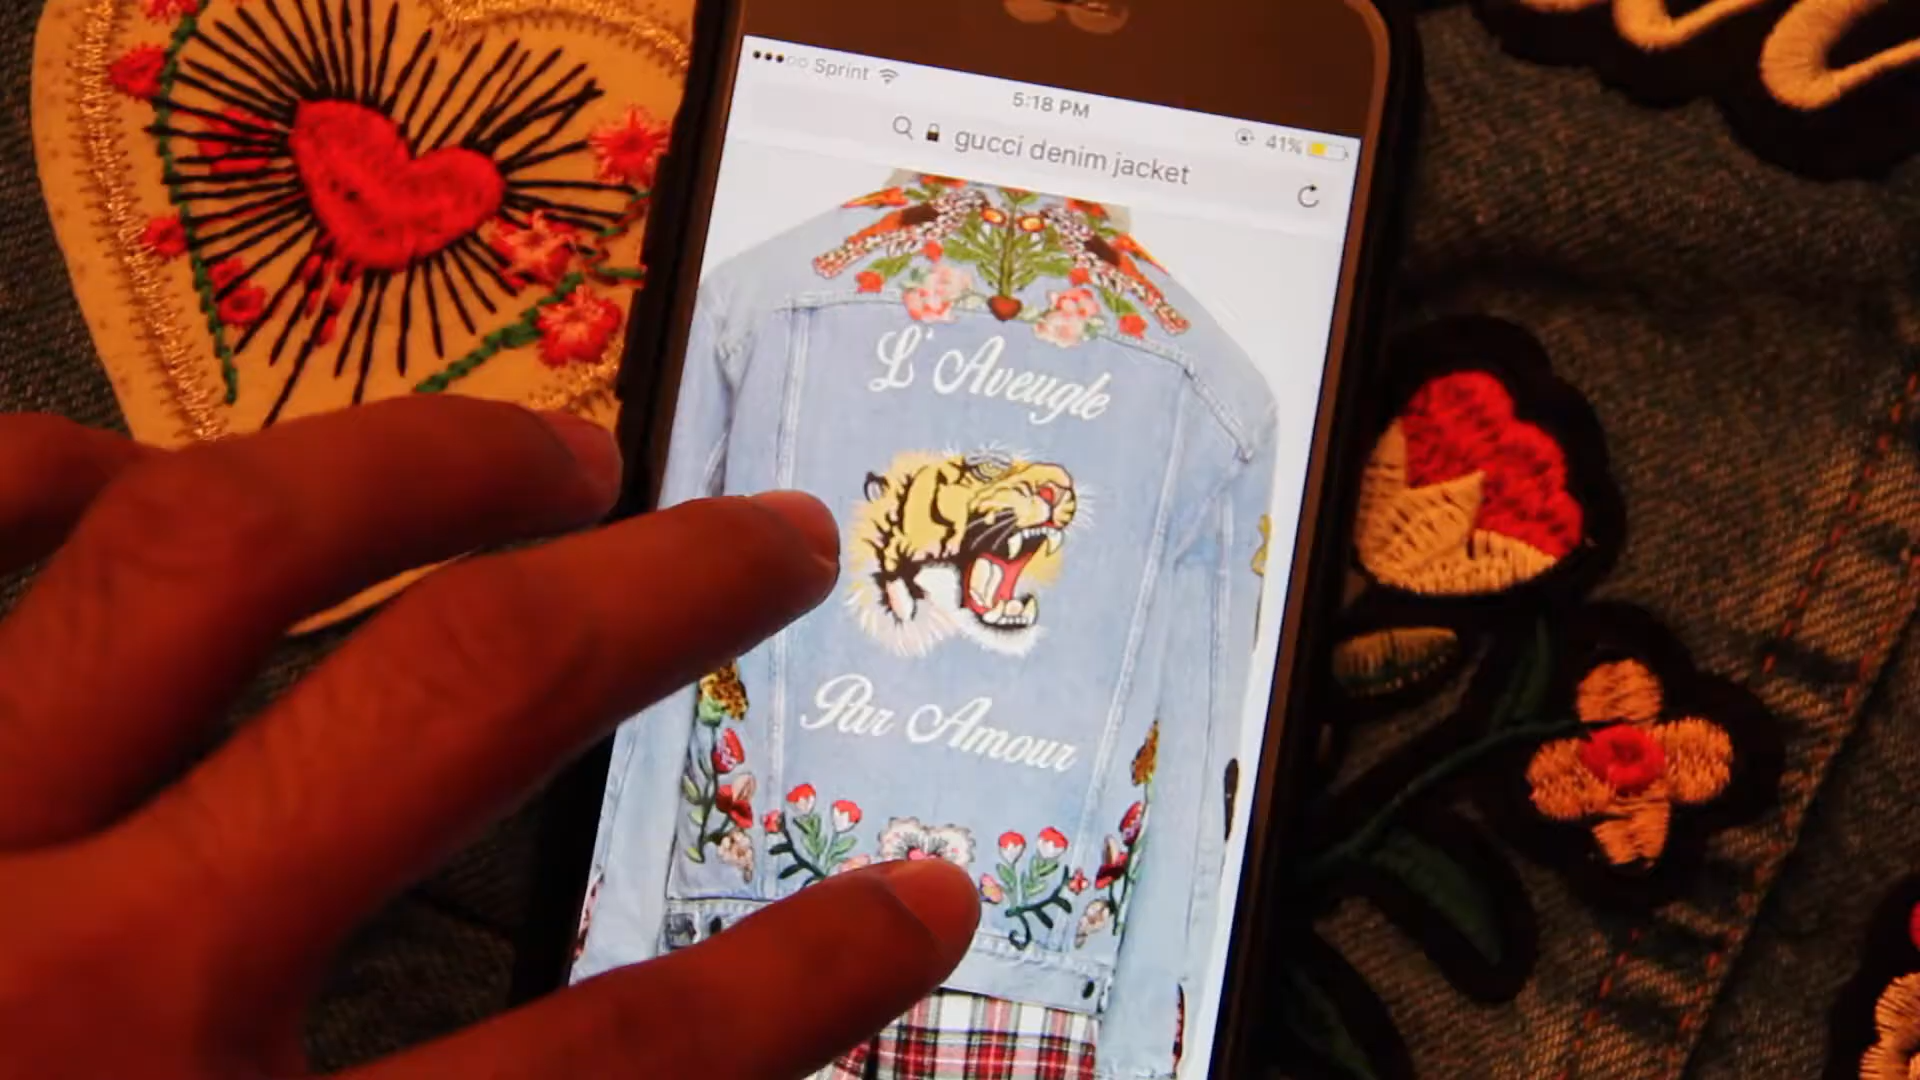 Sprint
5:18 PM
41%
gucci denim jacket
L'Aveugle
Par Amour